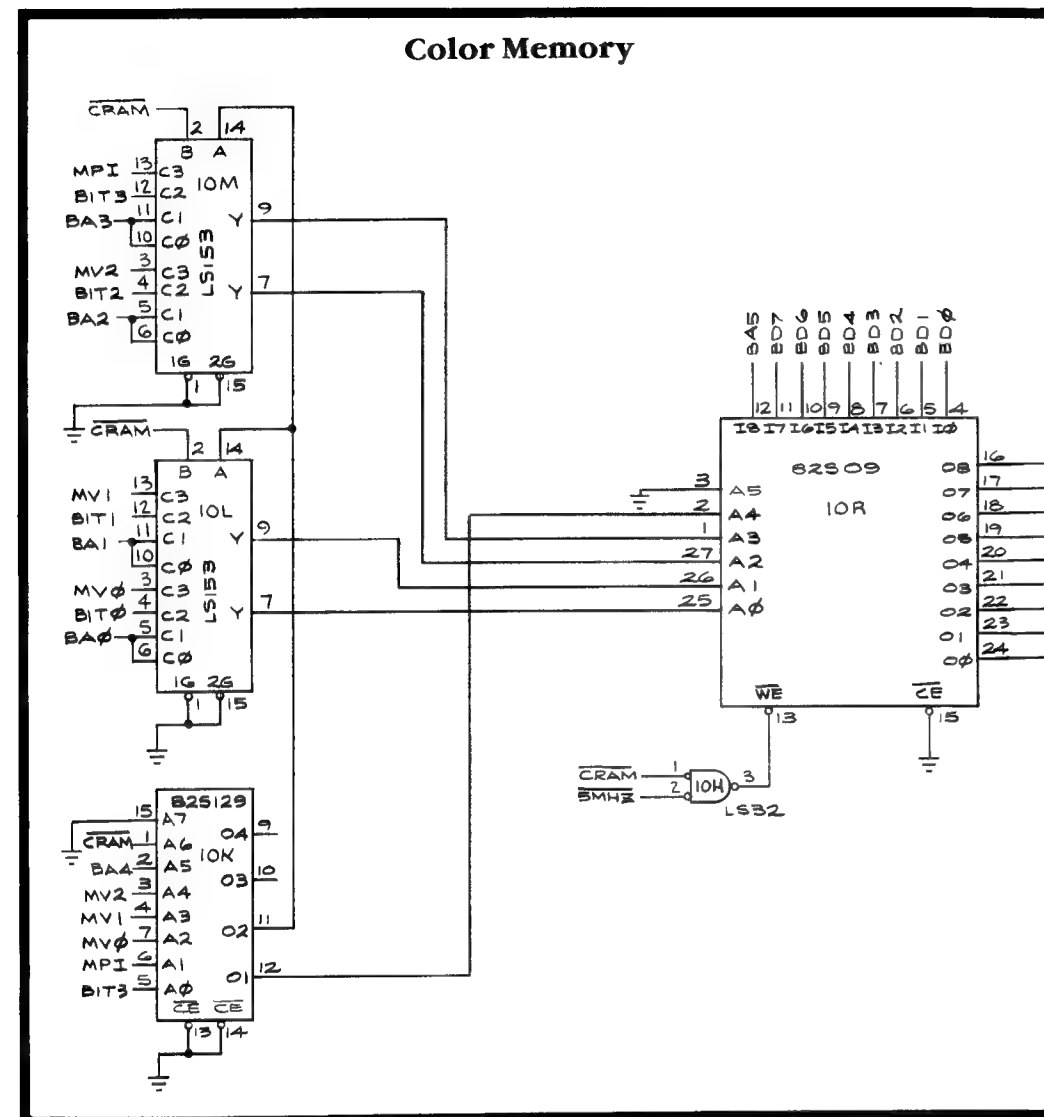 Color Memory
CRAM
2 14
B A
MPI 13 C3
10M
BIT3 12 C2
BA3 11 C1
Y 9
10 CØ
LS153
MV2 3 C3
BIT2 4 C2
Y 7
BA2 5 C1
6 CØ
1G 2G
1 15
CRAM
2 14
B A
MV1 13 C3
BIT1 12 C2
10L
BA1 11 C1
Y 9
10 CØ
LS153
MVØ 3 C3
BITØ 4 C2
Y 7
BAØ 5 C1
6 CØ
1G 2G
1 15
82S129
15 A7
O4 9
CRAM 1 A6
10K
BA4 2 A5
O3 10
MV2 3 A4
MV1 4 A3
O2 11
MVØ 7 A2
MPI 6 A1
O1 12
BIT3 5 AØ
CE CE
13 14
BA5 BD7 BD6 BD5 BD4 BD3 BD2 BD1 BDØ
12 11 10 9 8 7 6 5 4
I8 I7 I6 I5 I4 I3 I2 I1 IØ
82S09
10R
3 A5
2 A4
1 A3
27 A2
26 A1
25 AØ
O8 16
O7 17
O6 18
O5 19
O4 20
O3 21
O2 22
O1 23
OØ 24
WE CE
13 15
CRAM 1
5MHZ 2
10H 3
LS32